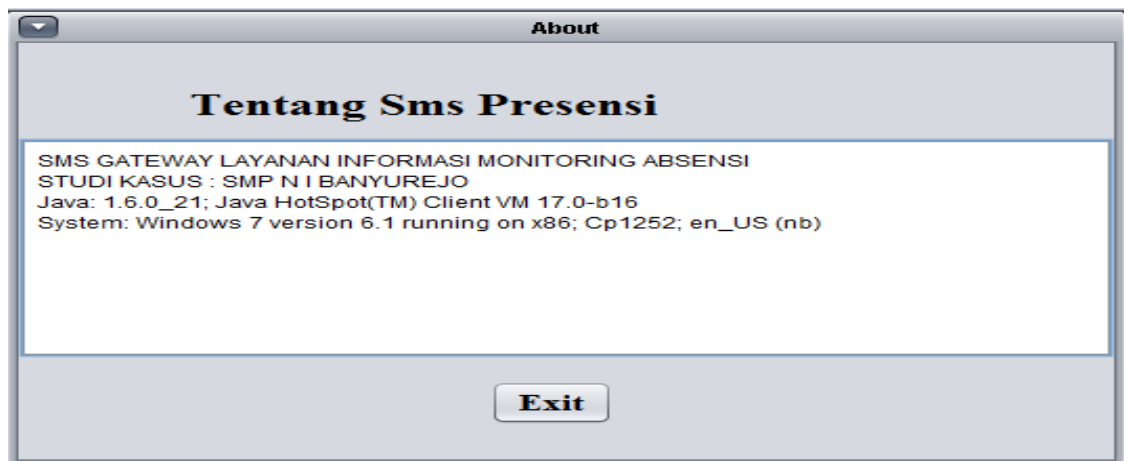 About
Tentang Sms Presensi
SMS GATEWAY LAYANAN INFORMASI MONITORING ABSENSI
STUDI KASUS : SMP N I BANYUREJO
Java: 1.6.0_21; Java HotSpot(TM) Client VM 17.0-b16
System: Windows 7 version 6.1 running on x86; Cp1252; en_US (nb)
Exit